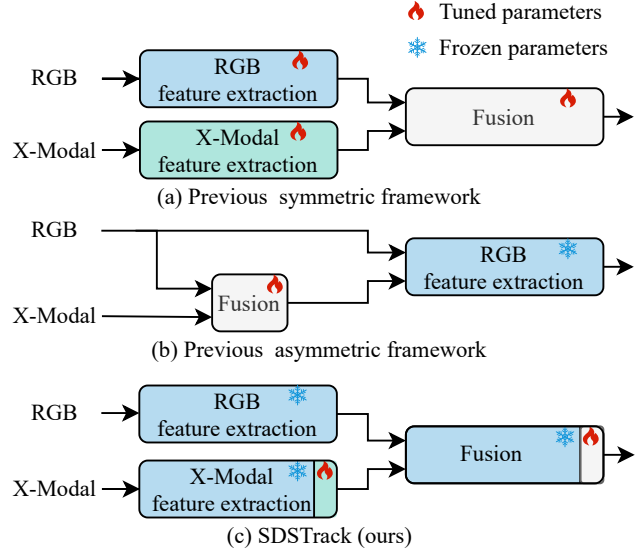 Tuned parameters
Frozen parameters
RGB
RGB
feature extraction
X-Modal
X-Modal
feature extraction
Fusion
(a) Previous symmetric framework
RGB
X-Modal
Fusion
RGB
feature extraction
(b) Previous asymmetric framework
RGB
RGB
feature extraction
X-Modal
X-Modal
feature extraction
Fusion
(c) SDSTrack (ours)